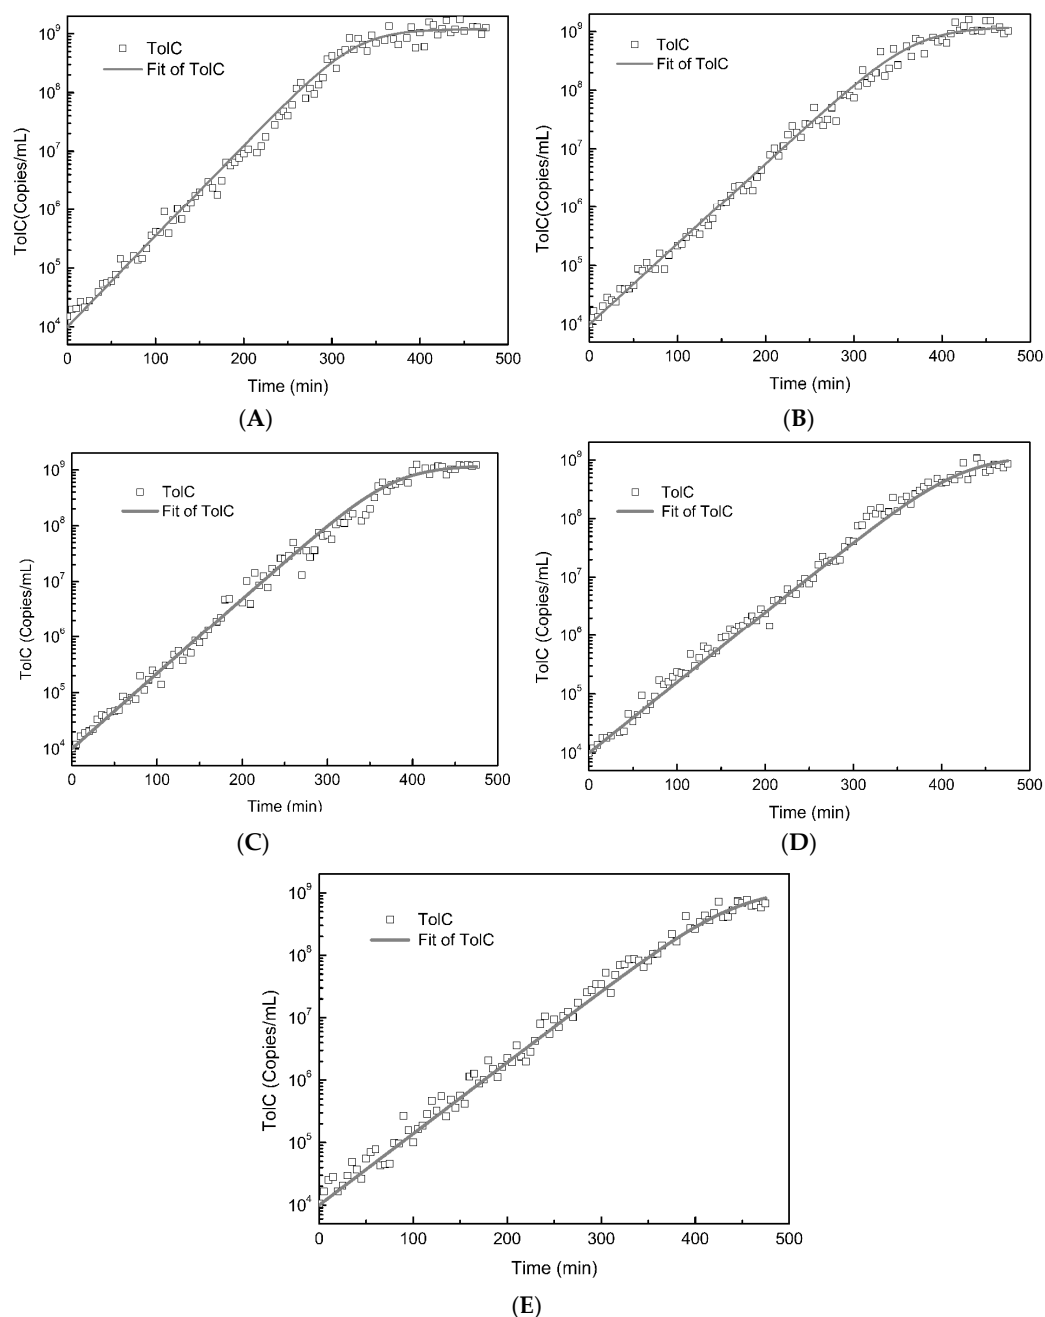 10⁹
10⁸
10⁷
10⁶
10⁵
10⁴
TolC(Copies/mL)
TolC
Fit of TolC
0 100 200 300 400 500
Time (min)
(A)
10⁹
10⁸
10⁷
10⁶
10⁵
10⁴
TolC(Copies/mL)
TolC
Fit of TolC
0 100 200 300 400 500
Time (min)
(B)
10⁹
10⁸
10⁷
10⁶
10⁵
10⁴
TolC (Copies/mL)
TolC
Fit of TolC
0 100 200 300 400 500
Time (min)
(C)
10⁹
10⁸
10⁷
10⁶
10⁵
10⁴
TolC (Copies/mL)
TolC
Fit of TolC
0 100 200 300 400 500
Time (min)
(D)
10⁹
10⁸
10⁷
10⁶
10⁵
10⁴
TolC (Copies/mL)
TolC
Fit of TolC
0 100 200 300 400 500
Time (min)
(E)